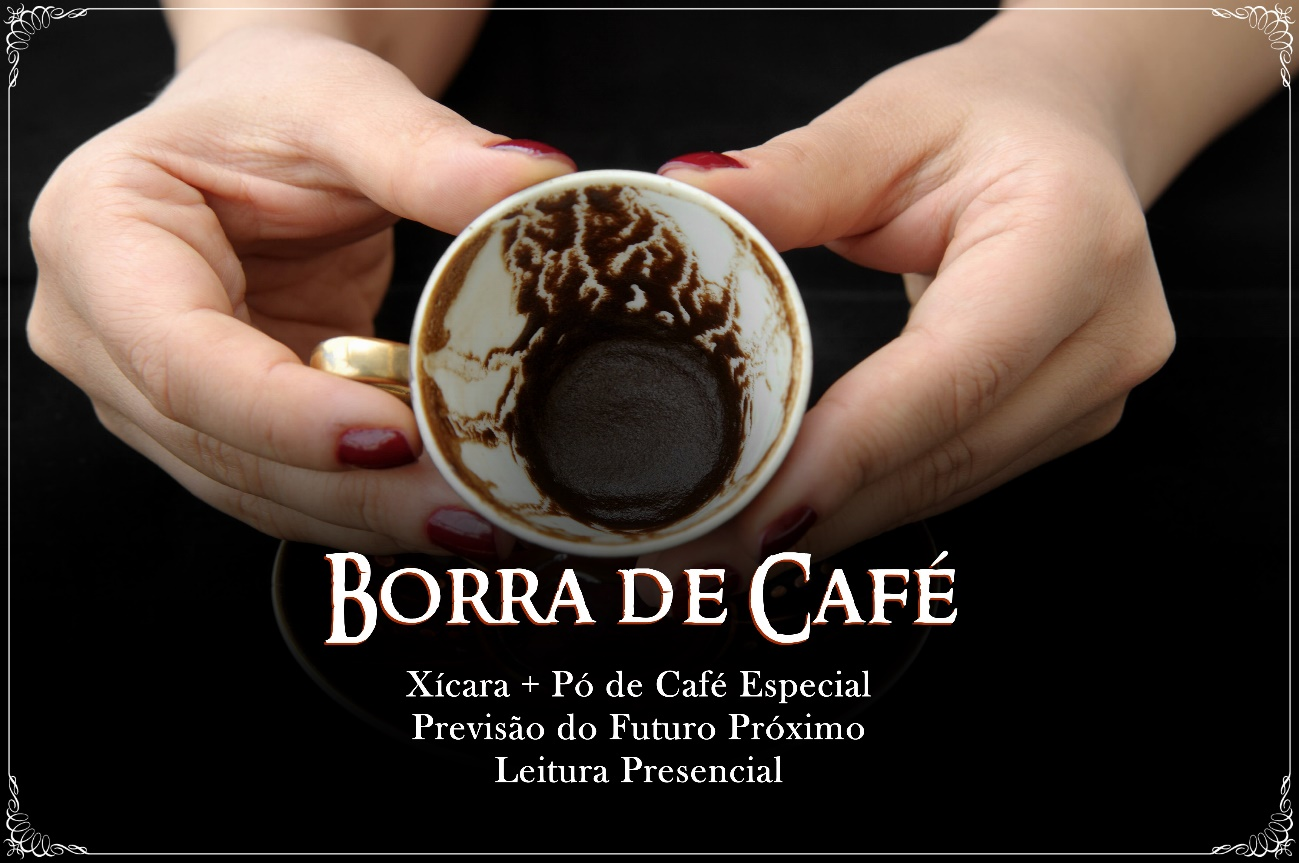 Borra de Café
Xícara + Pó de Café Especial
Previsão do Futuro Próximo
Leitura Presencial